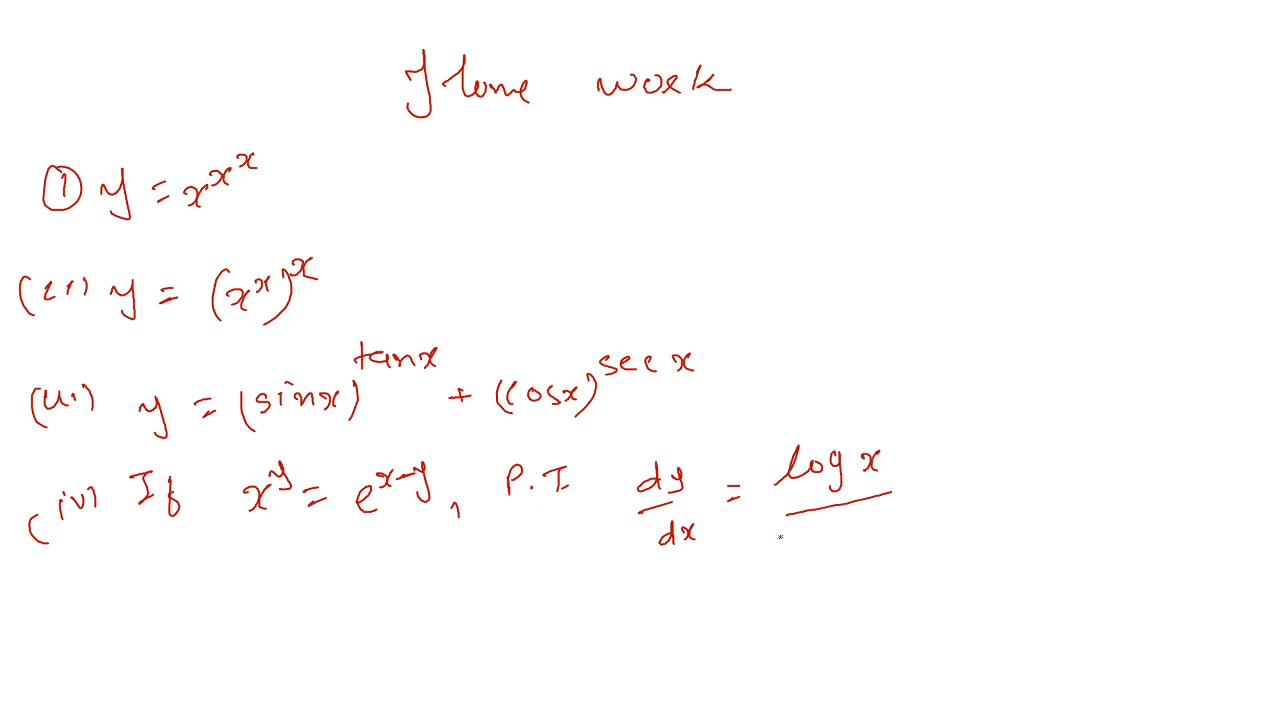 Home work
① y = x^x^x
(ii) y = (x^x)^x
(iii) y = (sinx)^tanx + (cosx)^sec x
(iv) If x^y = e^x-y, P.T dy/dx = log x/